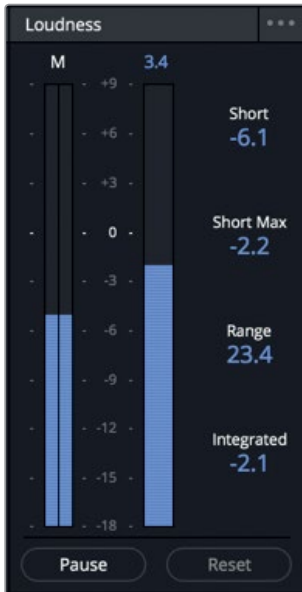 Loudness
M 3.4
+9
+6
+3
0
-3
-6
-9
-12
-15
-18
Short
-6.1
Short Max
-2.2
Range
23.4
Integrated
-2.1
Pause Reset